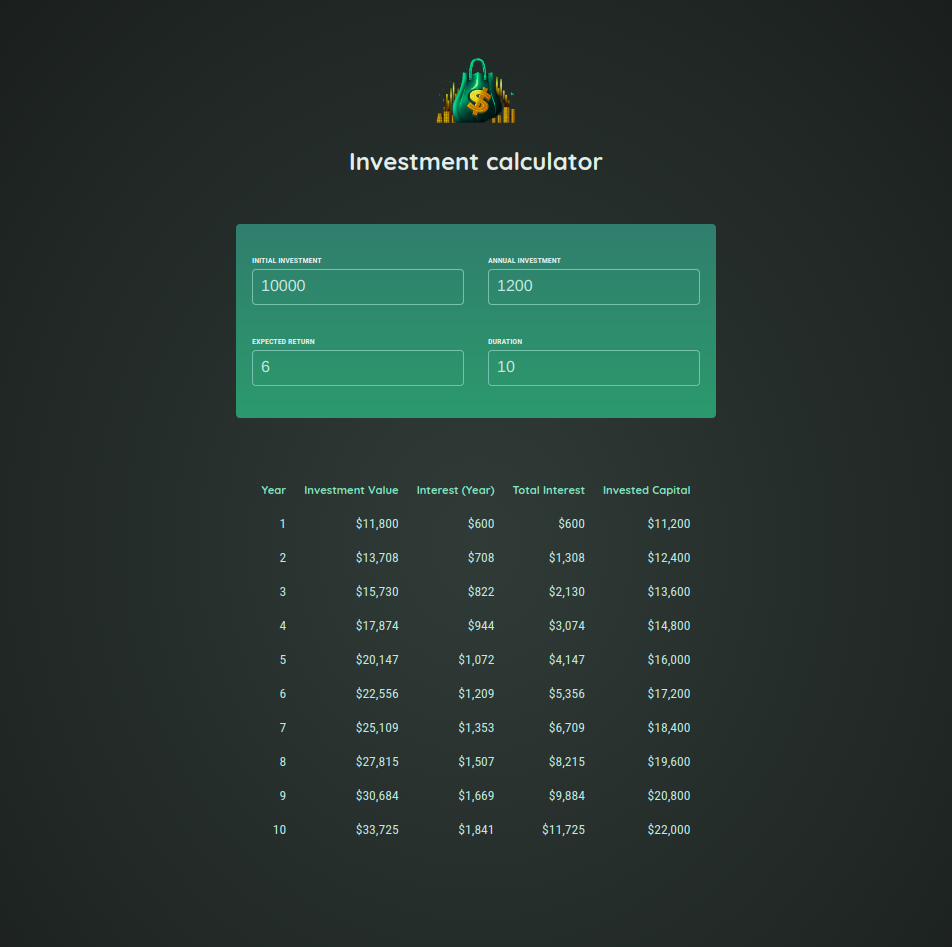 $
Investment calculator
INITIAL INVESTMENT ANNUAL INVESTMENT
10000 1200
EXPECTED RETURN DURATION
6 10
Year Investment Value Interest (Year) Total Interest Invested Capital
1 $11,800 $600 $600 $11,200
2 $13,708 $708 $1,308 $12,400
3 $15,730 $822 $2,130 $13,600
4 $17,874 $944 $3,074 $14,800
5 $20,147 $1,072 $4,147 $16,000
6 $22,556 $1,209 $5,356 $17,200
7 $25,109 $1,353 $6,709 $18,400
8 $27,815 $1,507 $8,215 $19,600
9 $30,684 $1,669 $9,884 $20,800
10 $33,725 $1,841 $11,725 $22,000